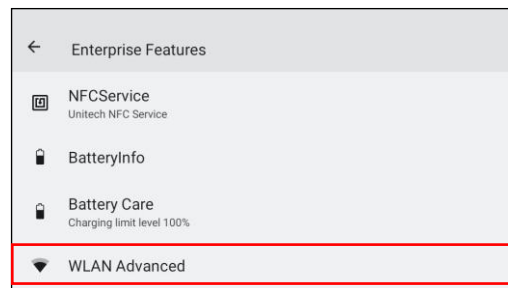 Enterprise Features
NFCService
Unitech NFC Service
BatteryInfo
Battery Care
Charging limit level 100%
WLAN Advanced